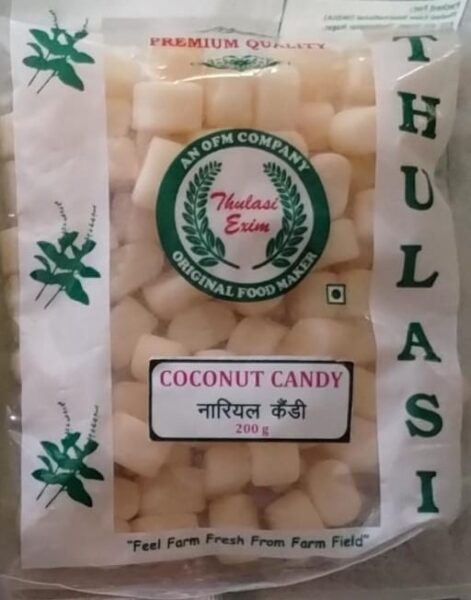 PREMIUM QUALITY
AN OFM COMPANY
Thulasi
Exim
ORIGINAL FOOD MAKER
THULASI
COCONUT CANDY
नारियल कैंडी
200 g
"Feel Farm Fresh From Farm Field"